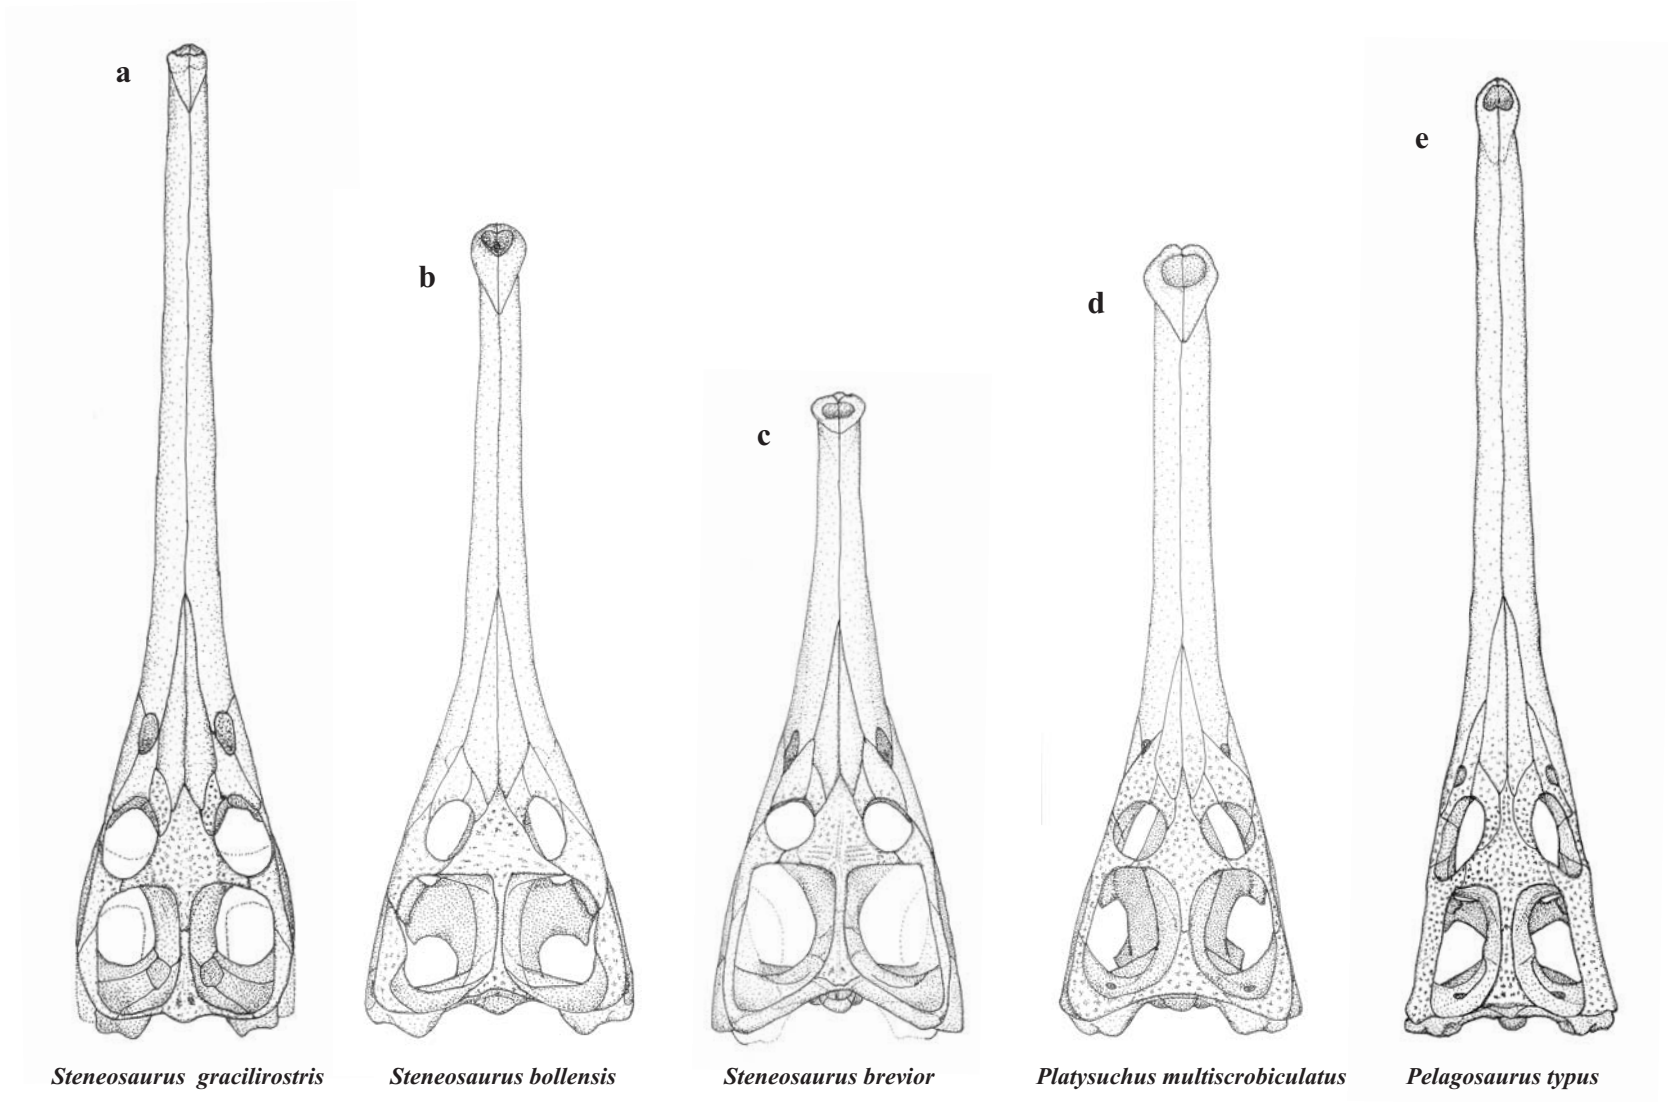 a
b
c
d
e
Steneosaurus gracilirostris
Steneosaurus bollensis
Steneosaurus brevior
Platysuchus multiscrobiculatus
Pelagosaurus typus